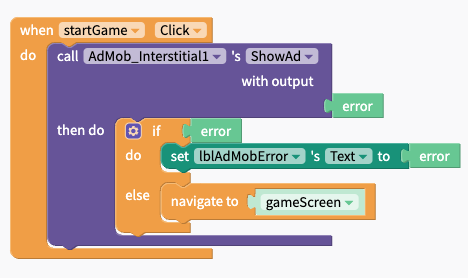 when startGame Click
do call AdMob_Interstitial1 's ShowAd
with output
error
then do if error
do set lblAdMobError 's Text to error
else navigate to gameScreen